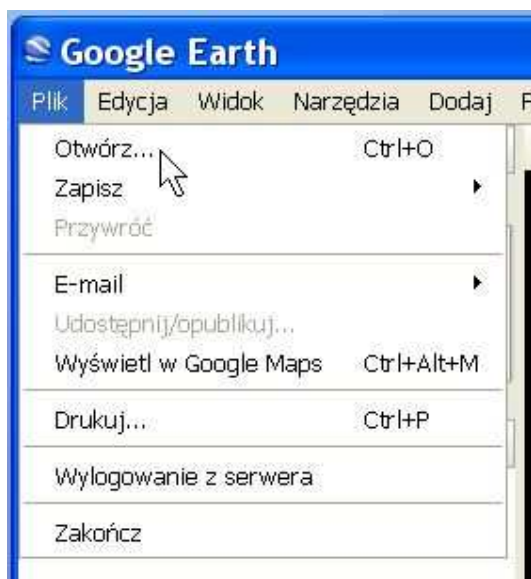 Google Earth
Plik Edycja Widok Narzędzia Dodaj
Otwórz... Ctrl+O
Zapisz
Przywróć
E-mail
Udostępnij/opublikuj...
Wyświetl w Google Maps Ctrl+Alt+M
Drukuj... Ctrl+P
Wylogowanie z serwera
Zakończ